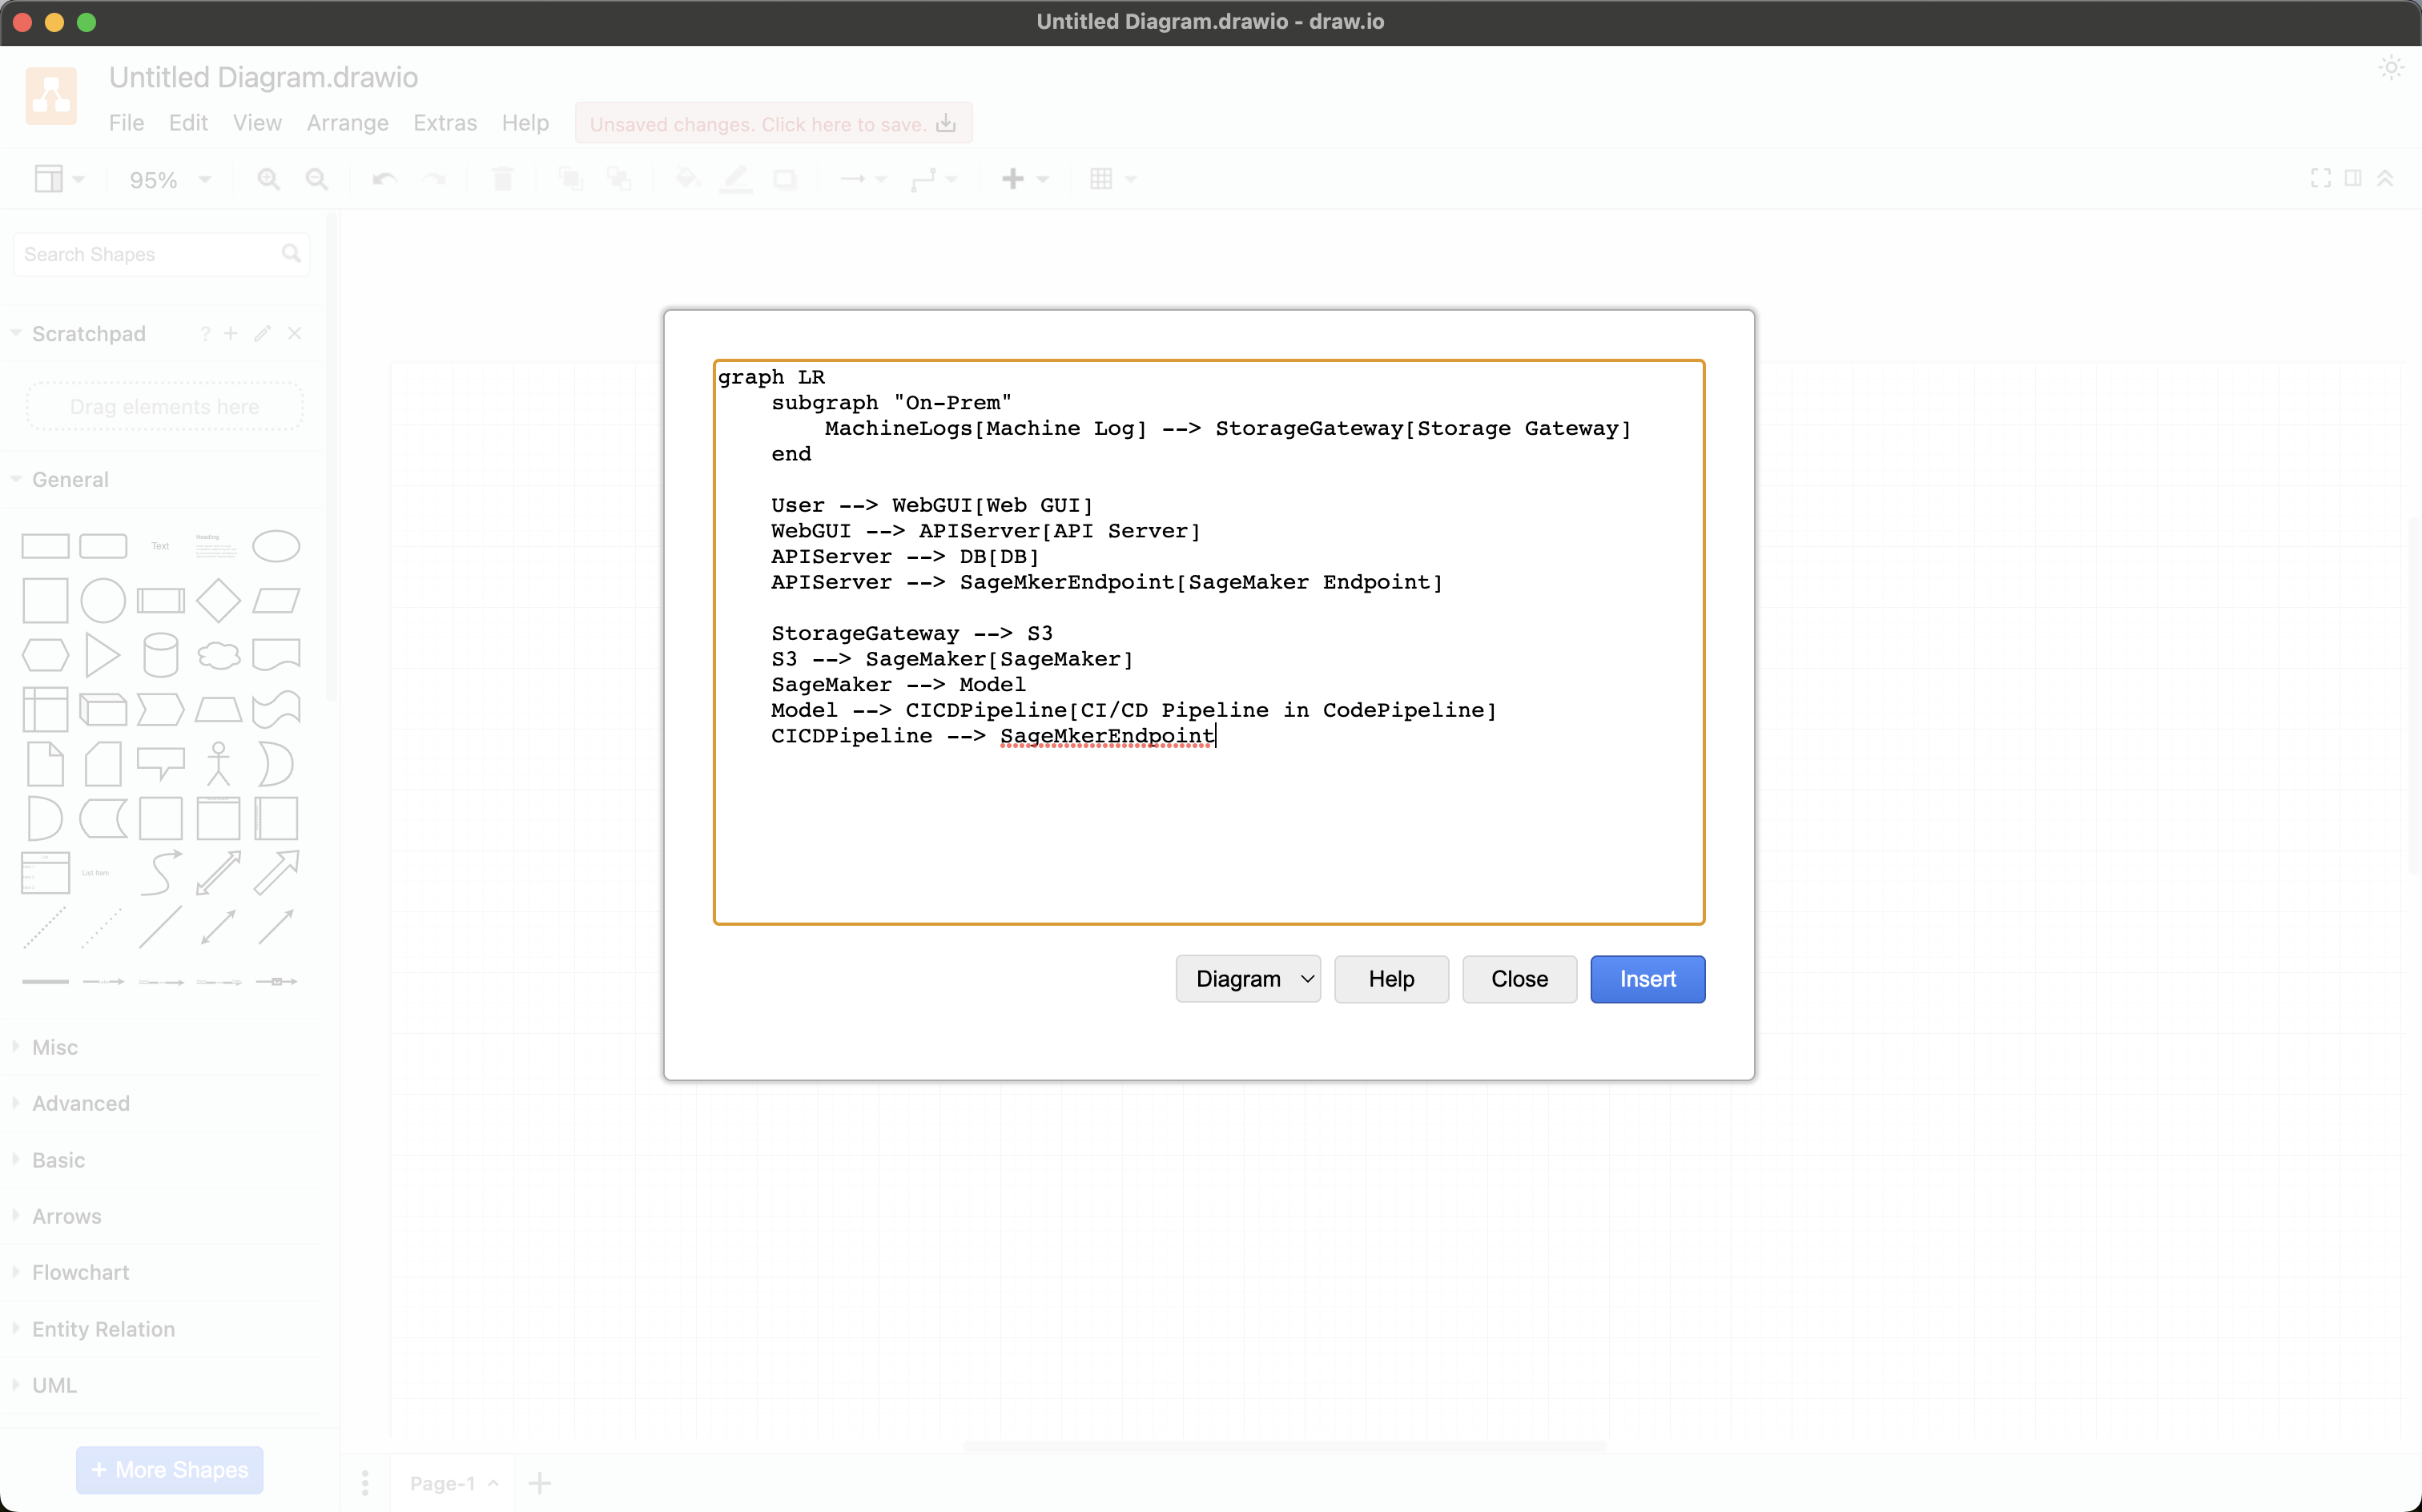 Untitled Diagram.drawio - draw.io
Untitled Diagram.drawio
File Edit View Arrange Extras Help Unsaved changes. Click here to save.
95%
Search Shapes
Scratchpad ?
Drag elements here
General
Text
Heading
List Item
Misc
Advanced
Basic
Arrows
Flowchart
Entity Relation
UML
+ More Shapes
graph LR
subgraph "On-Prem"
MachineLogs[Machine Log] --> StorageGateway[Storage Gateway]
end
User --> WebGUI[Web GUI]
WebGUI --> APIServer[API Server]
APIServer --> DB[DB]
APIServer --> SageMkerEndpoint[SageMaker Endpoint]
StorageGateway --> S3
S3 --> SageMaker[SageMaker]
SageMaker --> Model
Model --> CICDPipeline[CI/CD Pipeline in CodePipeline]
CICDPipeline --> SageMkerEndpoint
Diagram Help Close Insert
Page-1